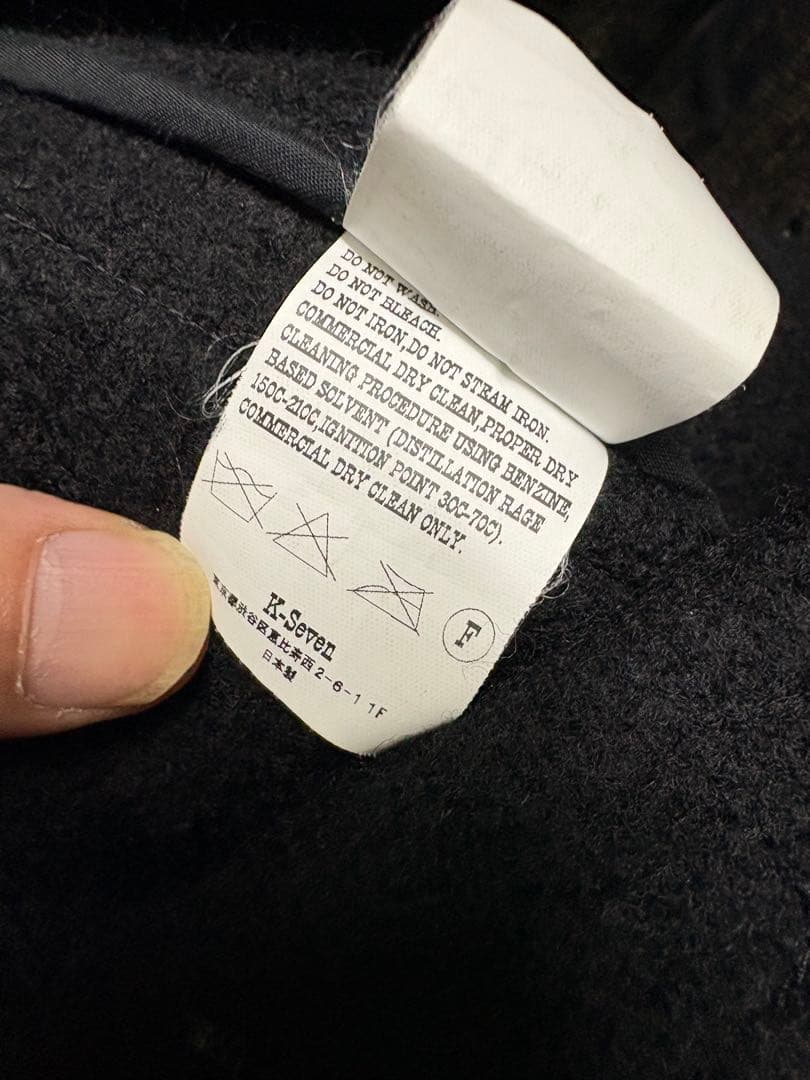 DO NOT WASH.
DO NOT BLEACH.
DO NOT IRON,DO NOT STEAM IRON.
COMMERCIAL DRY CLEAN,PROPER DRY
CLEANING PROCEDURE USING BENZINE,
BASED SOLVENT (DISTILLATION RAGE
150C-210C,IGNITION POINT 30C-70C).
COMMERCIAL DRY CLEAN ONLY.
F
K-Seven
東京都渋谷区恵比寿西2-6-1 1F
日本製